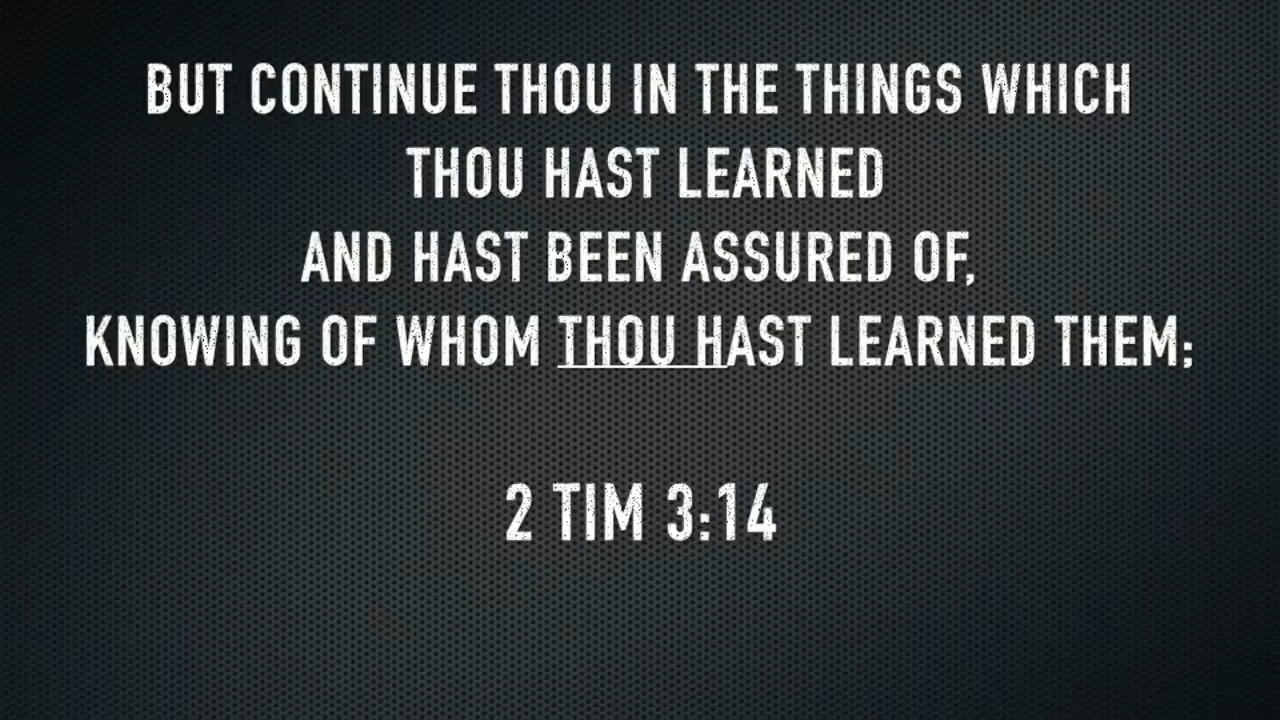 BUT CONTINUE THOU IN THE THINGS WHICH
THOU HAST LEARNED
AND HAST BEEN ASSURED OF,
KNOWING OF WHOM THOU HAST LEARNED THEM;
2 TIM 3:14